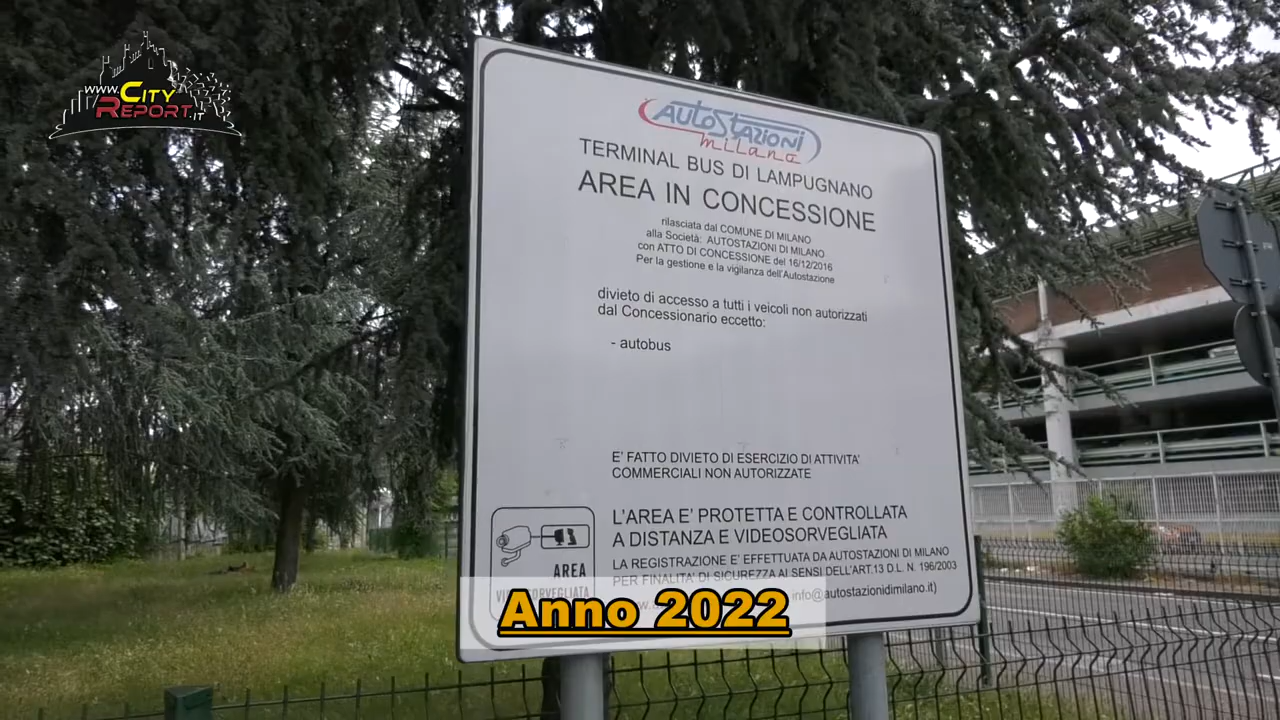 www.CITY
REPORT.IT
AUTOSTAZIONI
milano
TERMINAL BUS DI LAMPUGNANO
AREA IN CONCESSIONE
rilasciata dal COMUNE DI MILANO
alla Società: AUTOSTAZIONI DI MILANO
con ATTO DI CONCESSIONE del 16/12/2016
Per la gestione e la vigilanza dell'Autostazione
divieto di accesso a tutti i veicoli non autorizzati
dal Concessionario eccetto:
- autobus
E' FATTO DIVIETO DI ESERCIZIO DI ATTIVITA'
COMMERCIALI NON AUTORIZZATE
L'AREA E' PROTETTA E CONTROLLATA
A DISTANZA E VIDEOSORVEGLIATA
LA REGISTRAZIONE E' EFFETTUATA DA AUTOSTAZIONI DI MILANO
PER FINALITA' DI SICUREZZA AI SENSI DELL'ART.13 D.L. N. 196/2003
info@autostazionidimilano.it)
AREA
VIDEOSORVEGLIATA
Anno 2022